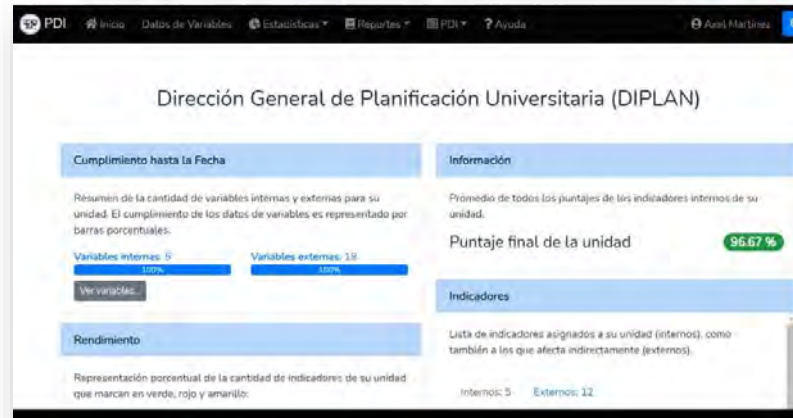 PDI Inicio Datos de Variables Estadísticas Reportes PDI Ayuda Axel Martínez
Dirección General de Planificación Universitaria (DIPLAN)
Cumplimiento hasta la Fecha
Resumen de la cantidad de variables internas y externas para su
unidad. El cumplimiento de los datos de variables es representado por
barras porcentuales.
Variables internas: 5 Variables externas: 18
100% 100%
Ver variables...
Rendimiento
Representación porcentual de la cantidad de indicadores de su unidad
que marcan en verde, rojo y amarillo:
Información
Promedio de todos los puntajes de los indicadores internos de su
unidad.
Puntaje final de la unidad 96.67 %
Indicadores
Lista de indicadores asignados a su unidad (internos), como
también a los que afecta indirectamente (externos).
Internos: 5 Externos: 12